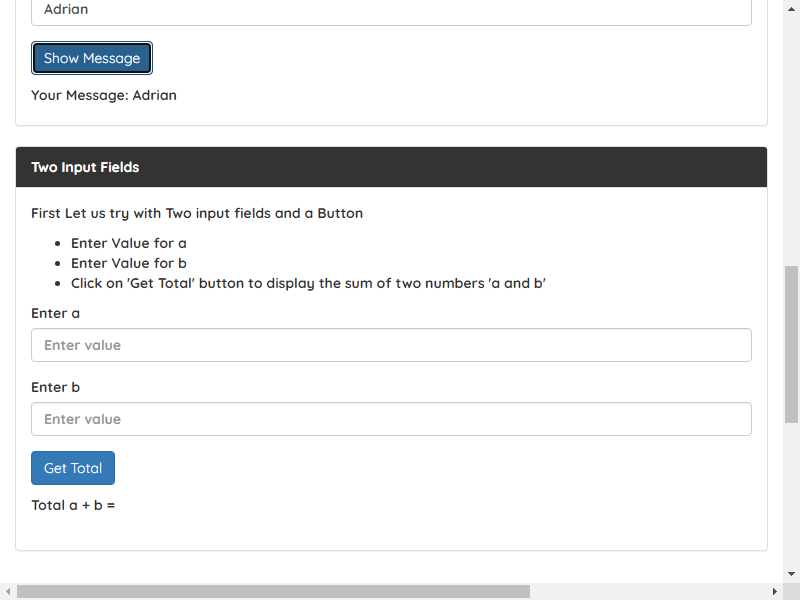 Adrian
Show Message
Your Message: Adrian
Two Input Fields
First Let us try with Two input fields and a Button
Enter Value for a
Enter Value for b
Click on 'Get Total' button to display the sum of two numbers 'a and b'
Enter a
Enter value
Enter b
Enter value
Get Total
Total a + b =